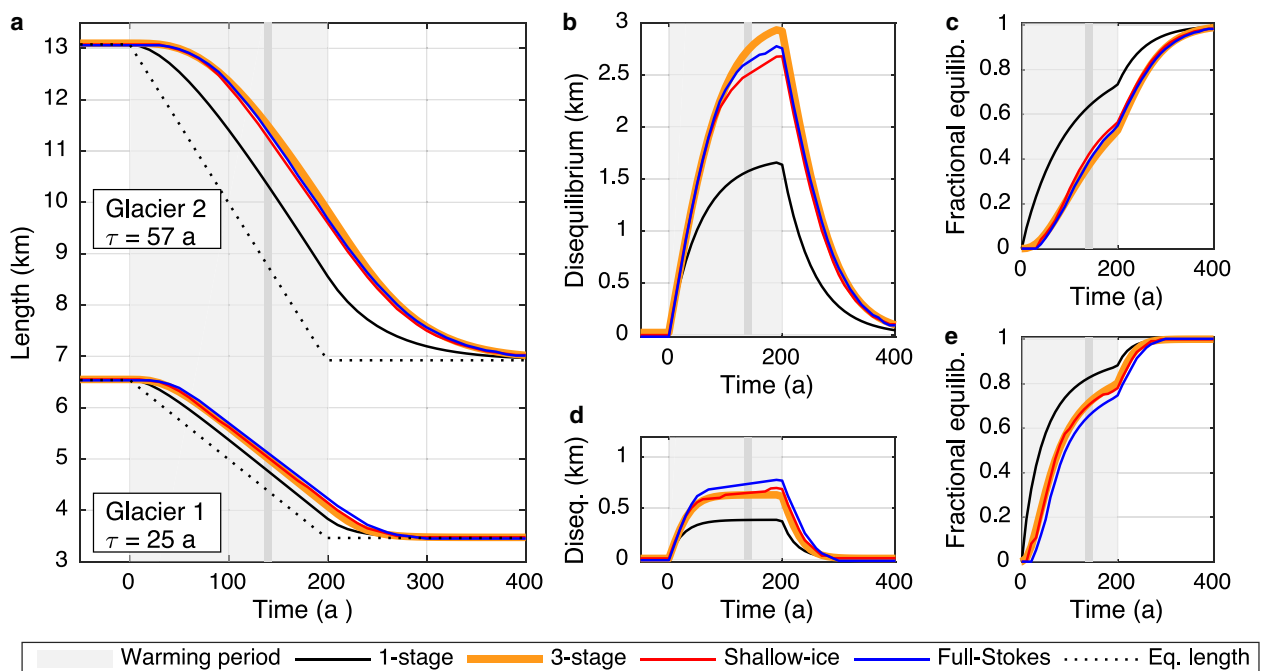 a
Length (km)
13
12
11
10
9
8
7
6
5
4
3
Glacier 2
τ = 57 a
Glacier 1
τ = 25 a
0
100
200
300
400
Time (a )
b
Disequilibrium (km)
3
2.5
2
1.5
1
0.5
0
0
200
400
Time (a)
c
Fractional equilib.
1
0.8
0.6
0.4
0.2
0
0
200
400
Time (a)
d
Diseq. (km)
1
0.5
0
0
200
400
Time (a)
e
Fractional equilib.
1
0.8
0.6
0.4
0.2
0
0
200
400
Time (a)
Warming period 1-stage 3-stage Shallow-ice Full-Stokes Eq. length